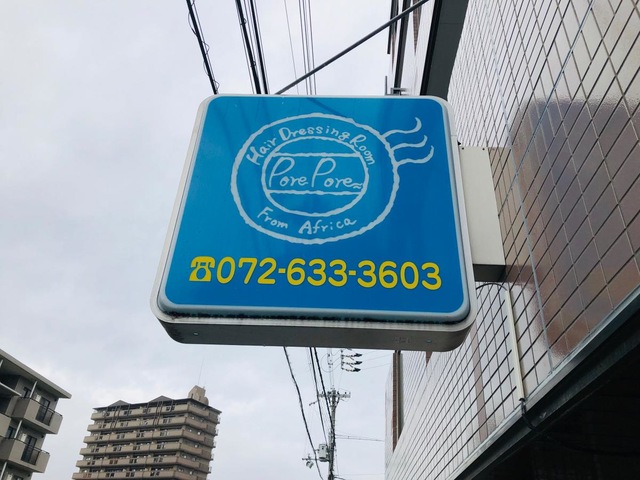 Hair Dressing Room
Pore Pore
From Africa
☎072-633-3603